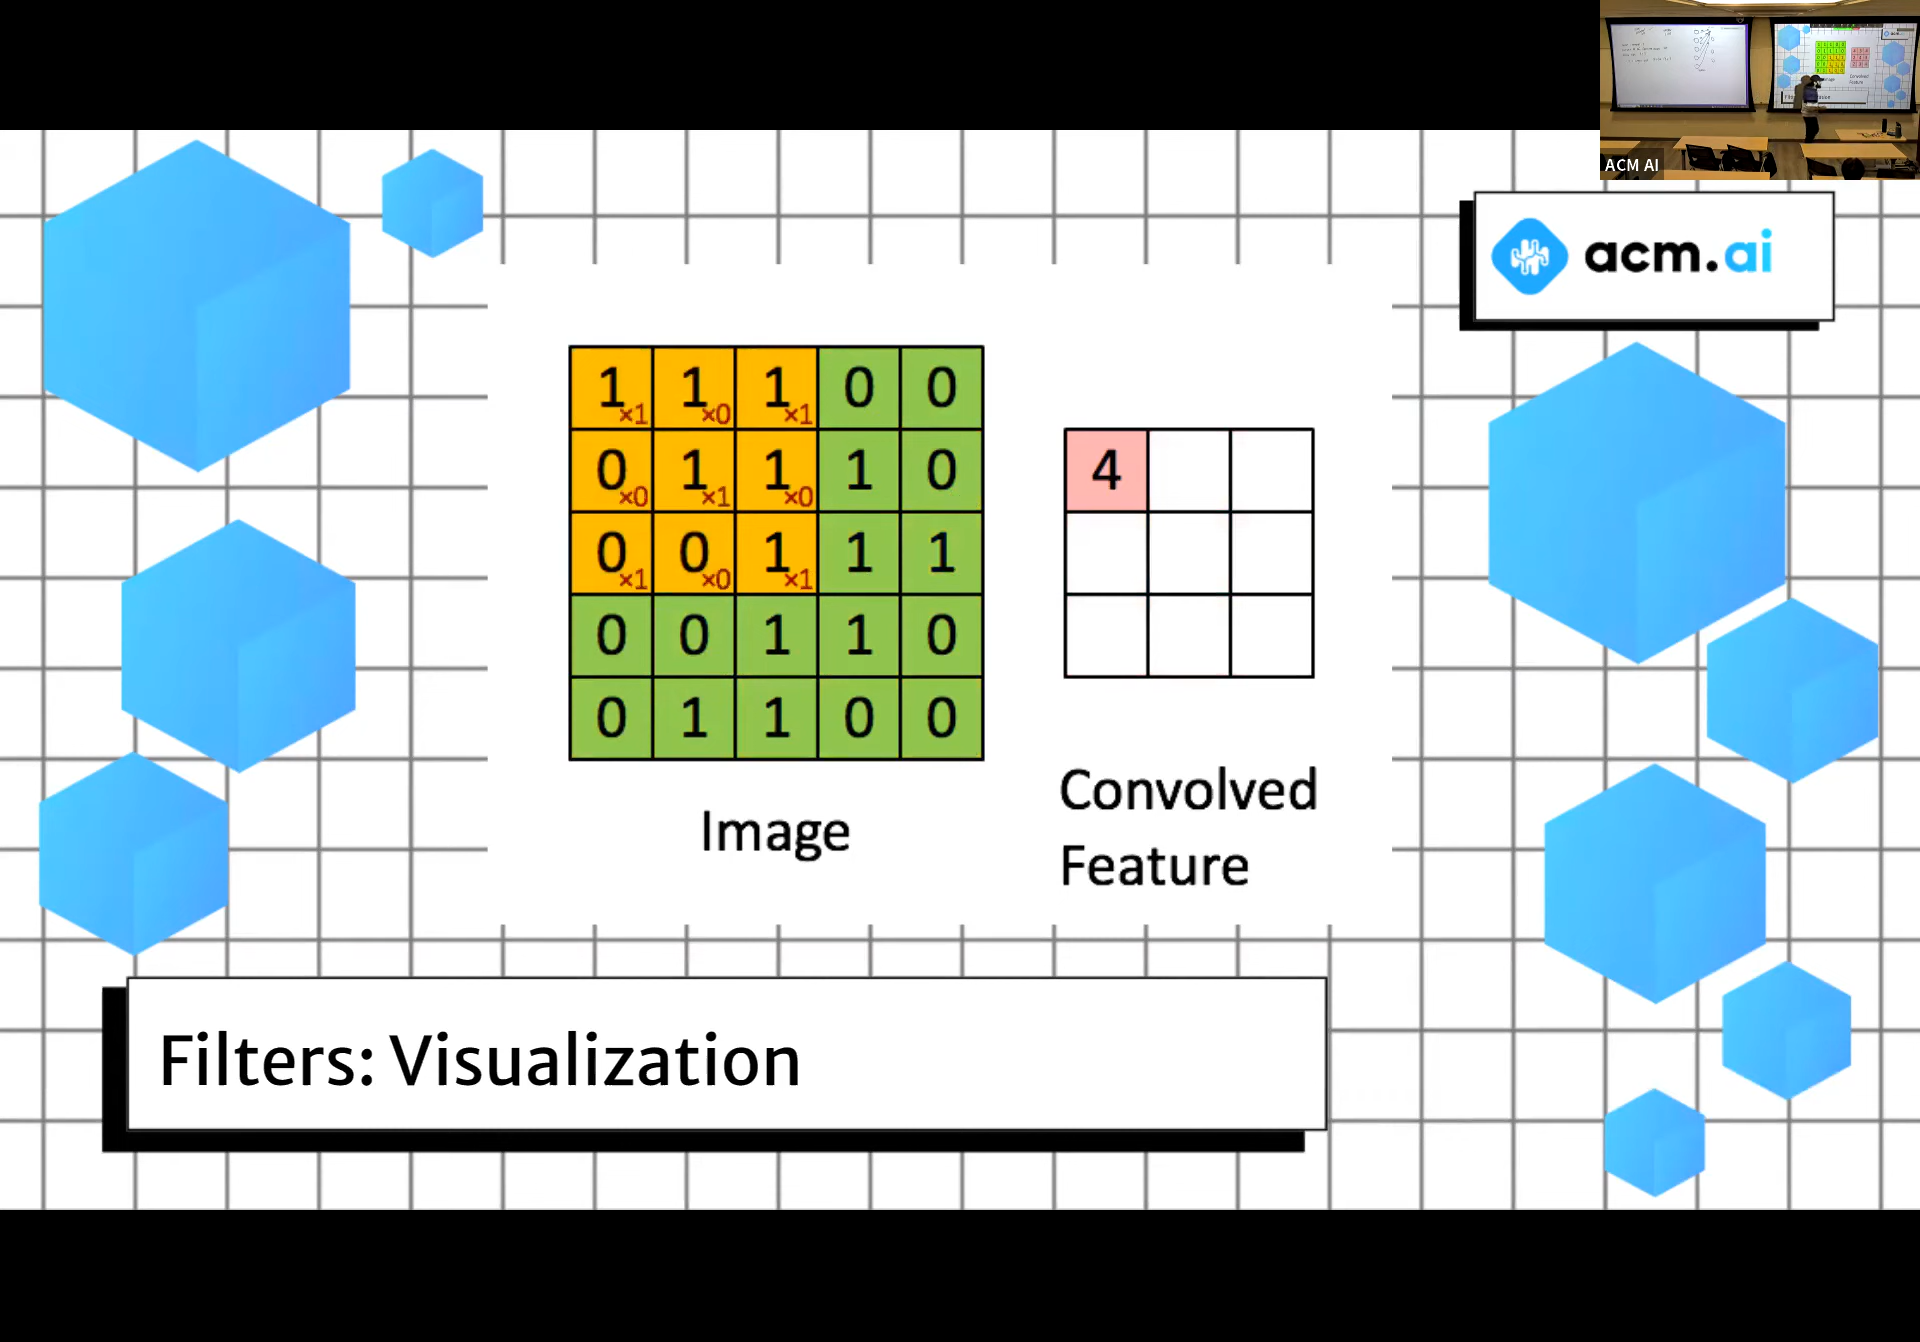 ACM AI
acm.ai
1×1 1×0 1×1 0 0
0×0 1×1 1×0 1 0
0×1 0×0 1×1 1 1
0 0 1 1 0
0 1 1 0 0
4
Image
Convolved
Feature
Filters: Visualization